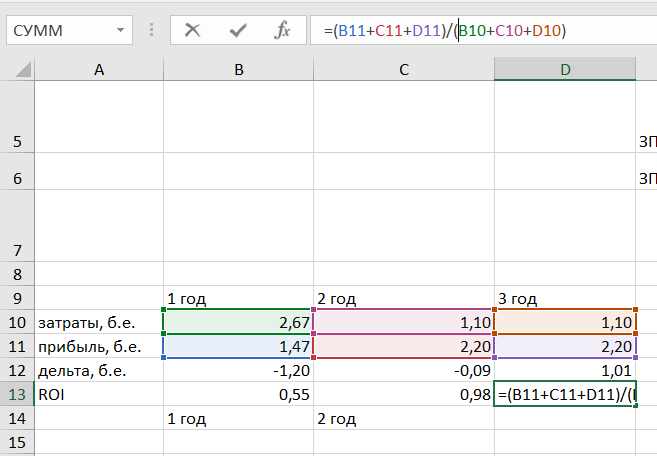 СУММ fx =(B11+C11+D11)/(B10+C10+D10)
A B C D
5 ЗП
6 ЗП
7
8
9 1 год 2 год 3 год
10 затраты, б.е. 2,67 1,10 1,10
11 прибыль, б.е. 1,47 2,20 2,20
12 дельта, б.е. -1,20 -0,09 1,01
13 ROI 0,55 0,98 =(B11+C11+D11)/(
14 1 год 2 год
15